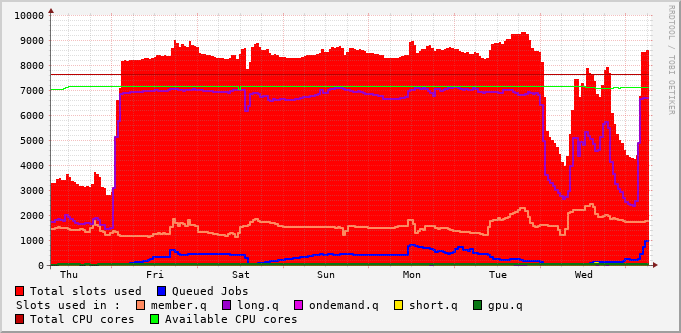 10000
9000
8000
7000
6000
5000
4000
3000
2000
1000
0
Thu Fri Sat Sun Mon Tue Wed
RRDTOOL / TOBI OETIKER
Total slots used Queued Jobs
Slots used in : member.q long.q ondemand.q short.q gpu.q
Total CPU cores Available CPU cores